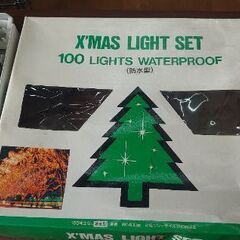 X'MAS LIGHT SET
100 LIGHTS WATERPROOF
(防水型)
X'MAS LIGHT SET